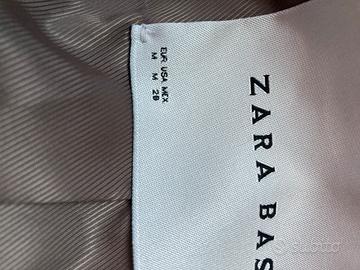 ZARA BAS
EUR. USA. MEX.
M M 28
subito